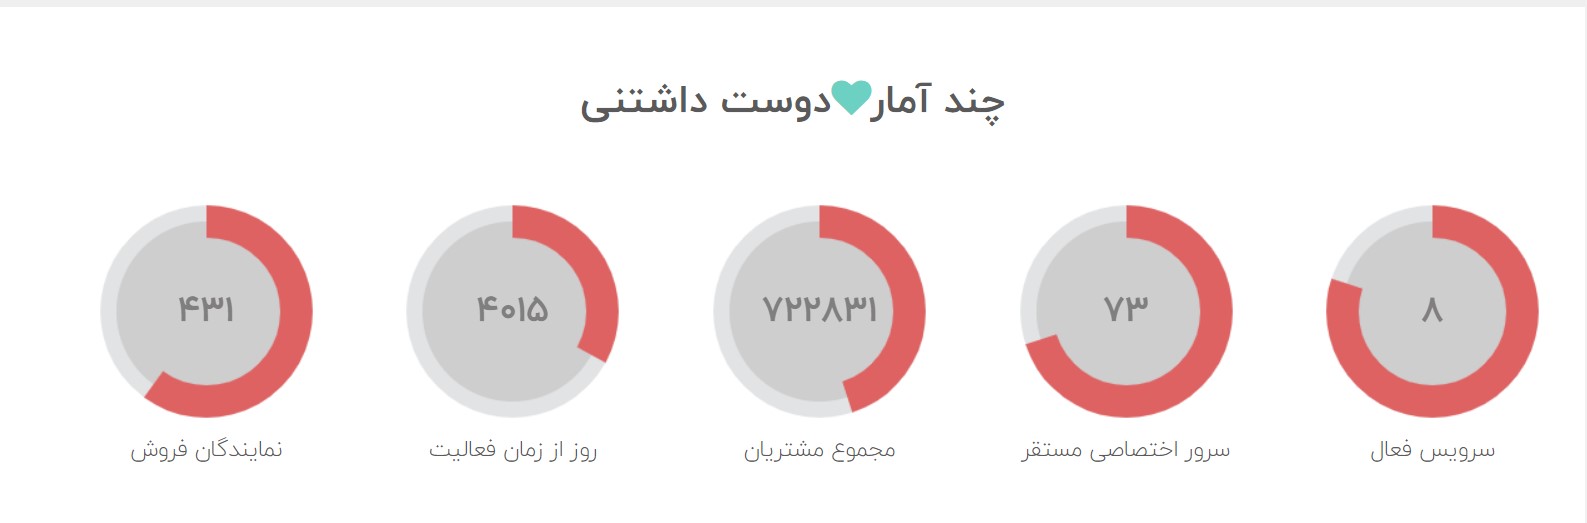 چند آمار دوست داشتنی
۸
۷۳
۷۲۲۸۳۱
۴۰۱۵
۴۳۱
سرویس فعال
سرور اختصاصی مستقر
مجموع مشتریان
روز از زمان فعالیت
نمایندگان فروش